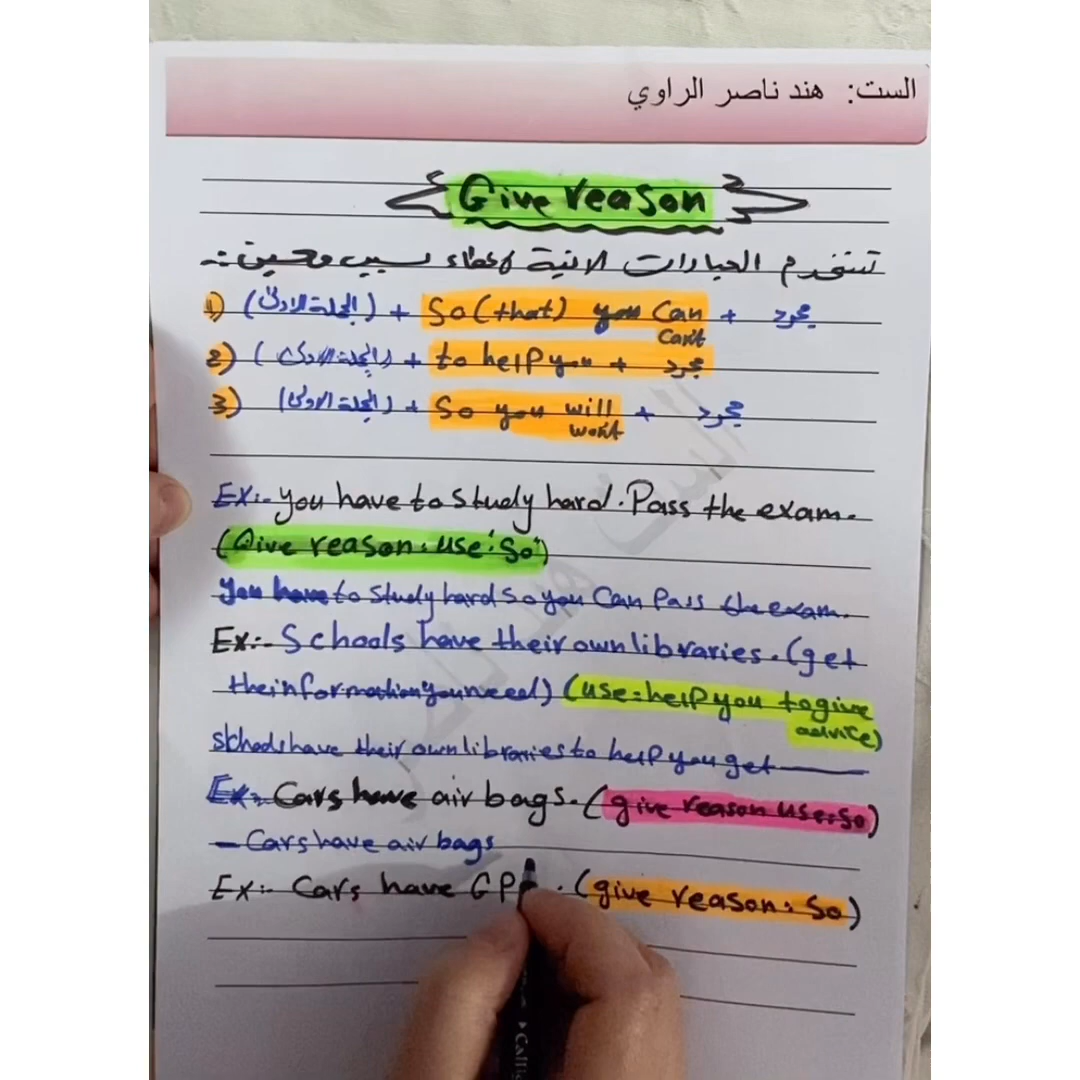 الست: هند ناصر الراوي
Give reason
تستخدم العبارات الاتية لاعطاء سبب معين :-
1) (الجملة الاولى) + So (that) you Can + مجرد
Can't
2) (الجملة الاولى) + to help you + مجرد
3) (الجملة الاولى) + So you will + مجرد
won't
EX:- you have to study hard. Pass the exam.
(Give reason: use: "So")
you have to study hard so you Can Pass the exam.
Ex:- Schools have their own libraries. (get
the information you need) (use: help you to give
advice)
schools have their own libraries to help you get
Ex:- Cars have air bags. (give reason use: so)
- Cars have air bags
Ex:- Cars have GP . (give reason: So)